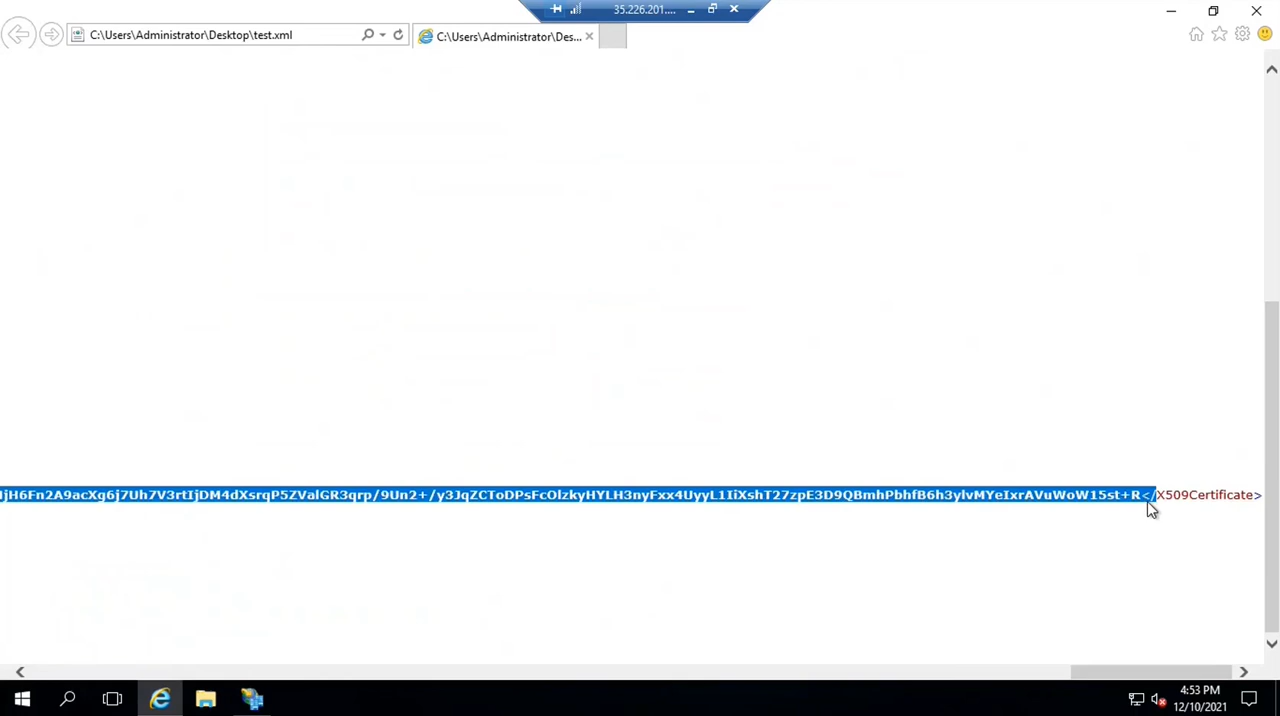 35.226.201....
C:\Users\Administrator\Desktop\test.xml
C:\Users\Administrator\Des...
jH6Fn2A9acXg6j7Uh7V3rtIjDM4dXsrqP5ZValGR3qrp/9Un2+/y3JqZCToDPsFcOlzkyHYLH3nyFxx4UyyL1IiXshT27zpE3D9QBmhPbhfB6h3ylvMYeIxrAVuWoW15st+R</X509Certificate>
4:53 PM
12/10/2021